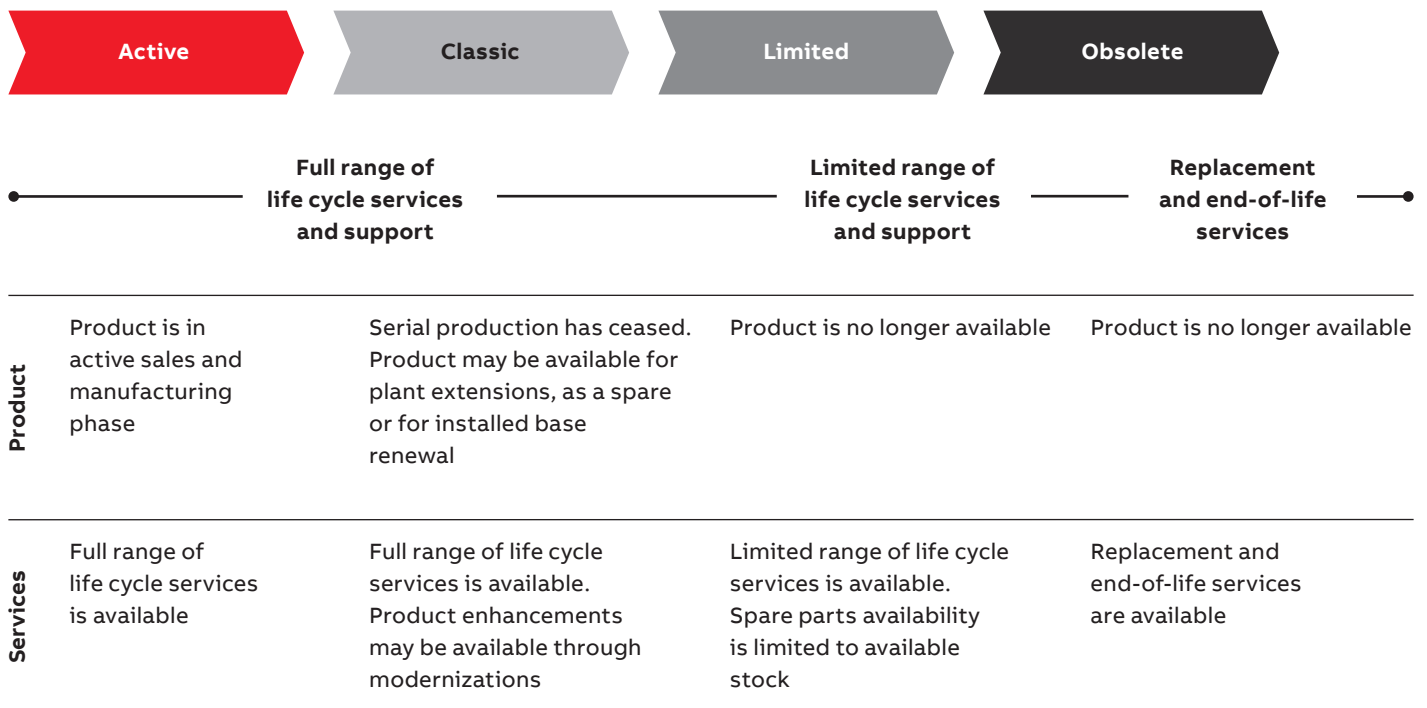 Active
Classic
Limited
Obsolete
Full range of
life cycle services
and support
Limited range of
life cycle services
and support
Replacement
and end-of-life
services
Product
Product is in
active sales and
manufacturing
phase
Serial production has ceased.
Product may be available for
plant extensions, as a spare
or for installed base
renewal
Product is no longer available
Product is no longer available
Services
Full range of
life cycle services
is available
Full range of life cycle
services is available.
Product enhancements
may be available through
modernizations
Limited range of life cycle
services is available.
Spare parts availability
is limited to available
stock
Replacement and
end-of-life services
are available